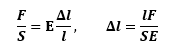 F/S = E Δl/l,    Δl = lF/SE